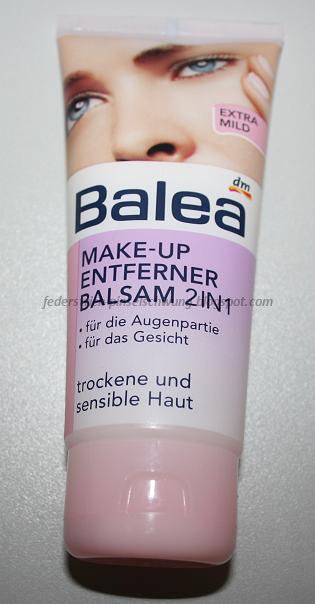 EXTRA
MILD
dm
Balea
MAKE-UP
ENTFERNER
BALSAM 2IN1
• für die Augenpartie
• für das Gesicht
trockene und
sensible Haut